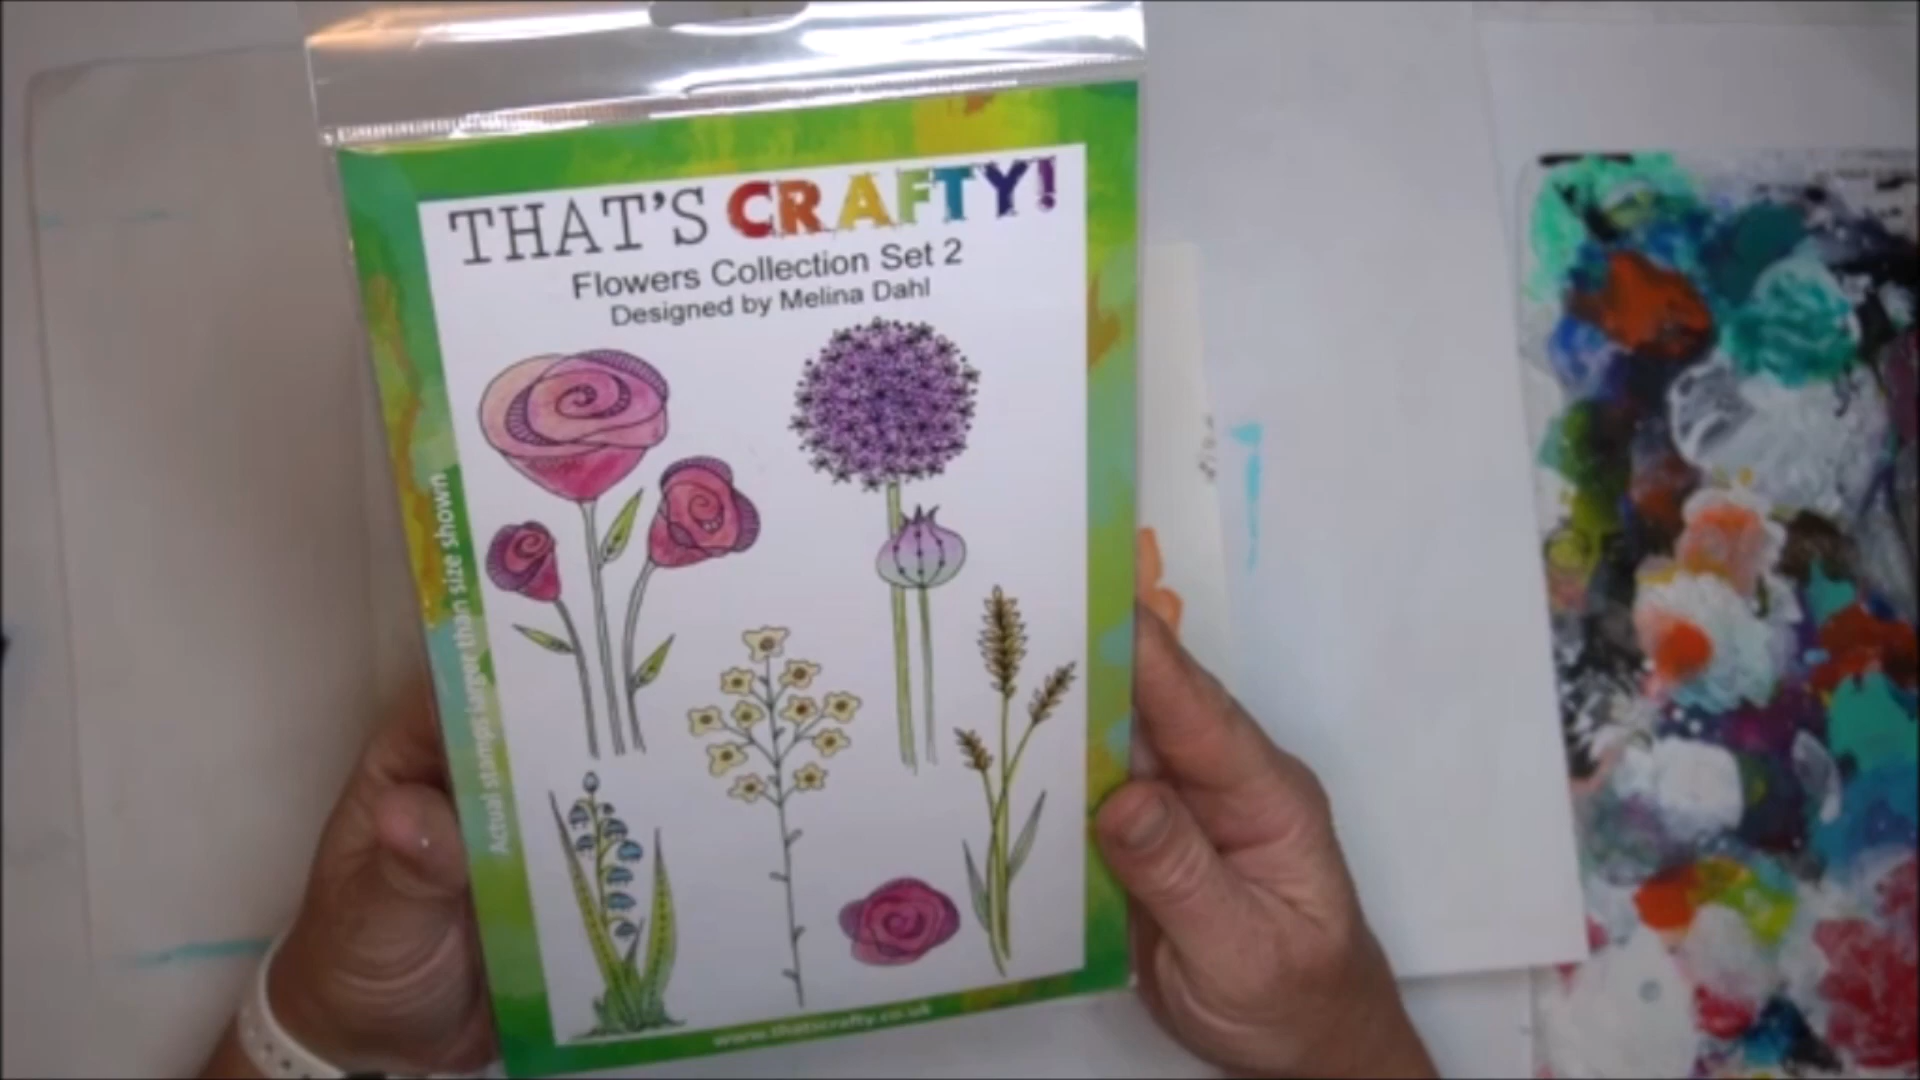 THAT'S CRAFTY!
Flowers Collection Set 2
Designed by Melina Dahl
Actual stamps larger than size shown
www.thatscrafty.co.uk